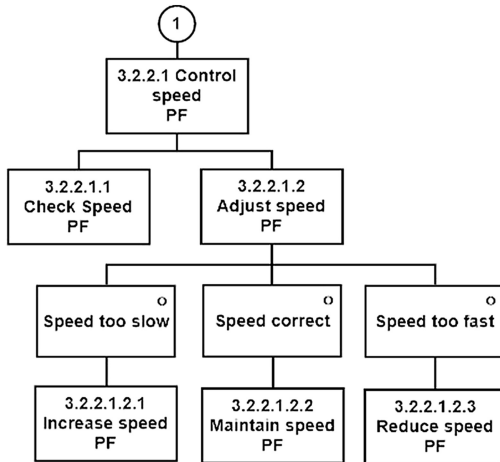 1
3.2.2.1 Control
speed
PF
3.2.2.1.1
Check Speed
PF
3.2.2.1.2
Adjust speed
PF
o
Speed too slow
o
Speed correct
o
Speed too fast
3.2.2.1.2.1
Increase speed
PF
3.2.2.1.2.2
Maintain speed
PF
3.2.2.1.2.3
Reduce speed
PF